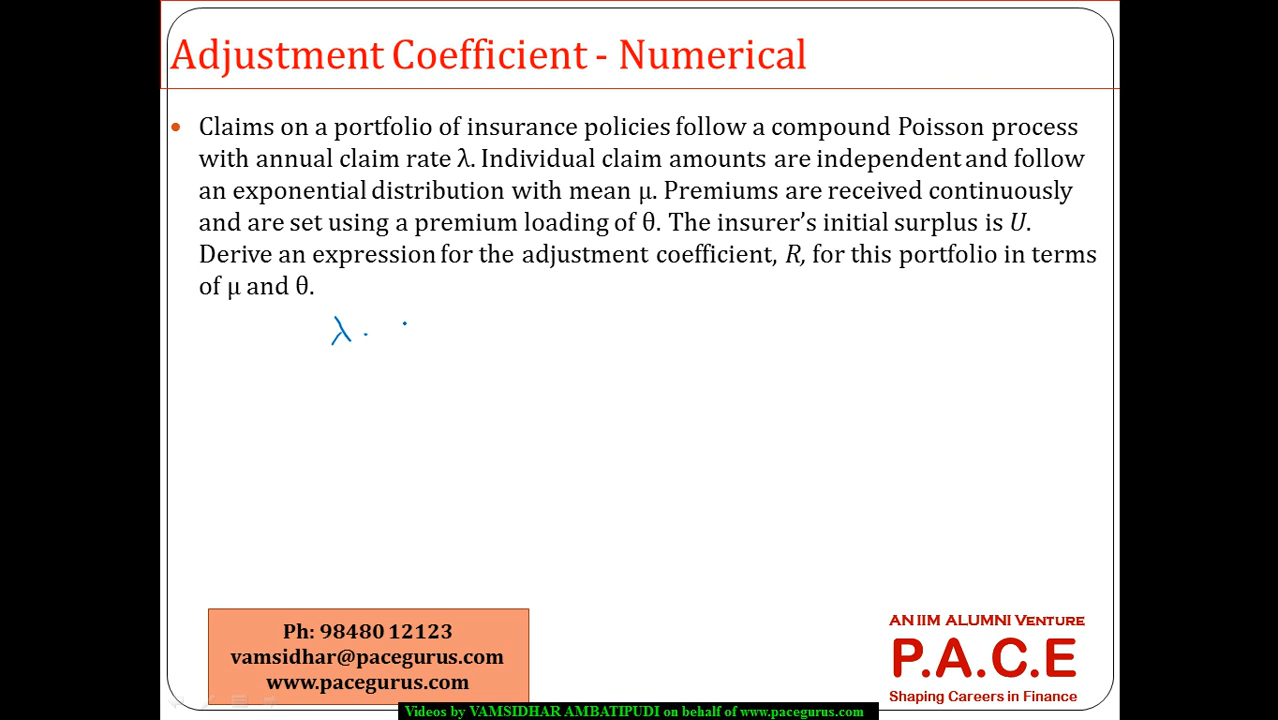 Adjustment Coefficient - Numerical
• Claims on a portfolio of insurance policies follow a compound Poisson process
with annual claim rate λ. Individual claim amounts are independent and follow
an exponential distribution with mean μ. Premiums are received continuously
and are set using a premium loading of θ. The insurer's initial surplus is U.
Derive an expression for the adjustment coefficient, R, for this portfolio in terms
of μ and θ.
λ .
Ph: 98480 12123
vamsidhar@pacegurus.com
www.pacegurus.com
AN IIM ALUMNI VENTURE
P.A.C.E
Shaping Careers in Finance
Videos by VAMSIDHAR AMBATIPUDI on behalf of www.pacegurus.com